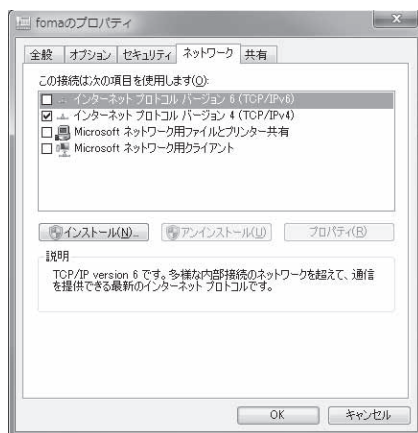 fomaのプロパティ
全般 オプション セキュリティ ネットワーク 共有
この接続は次の項目を使用します(O):
インターネット プロトコル バージョン 6 (TCP/IPv6)
インターネット プロトコル バージョン 4 (TCP/IPv4)
Microsoft ネットワーク用ファイルとプリンター共有
Microsoft ネットワーク用クライアント
インストール(N)... アンインストール(U) プロパティ(R)
説明
TCP/IP version 6 です。多様な内部接続のネットワークを超えて、通信
を提供できる最新のインターネット プロトコルです。
OK キャンセル